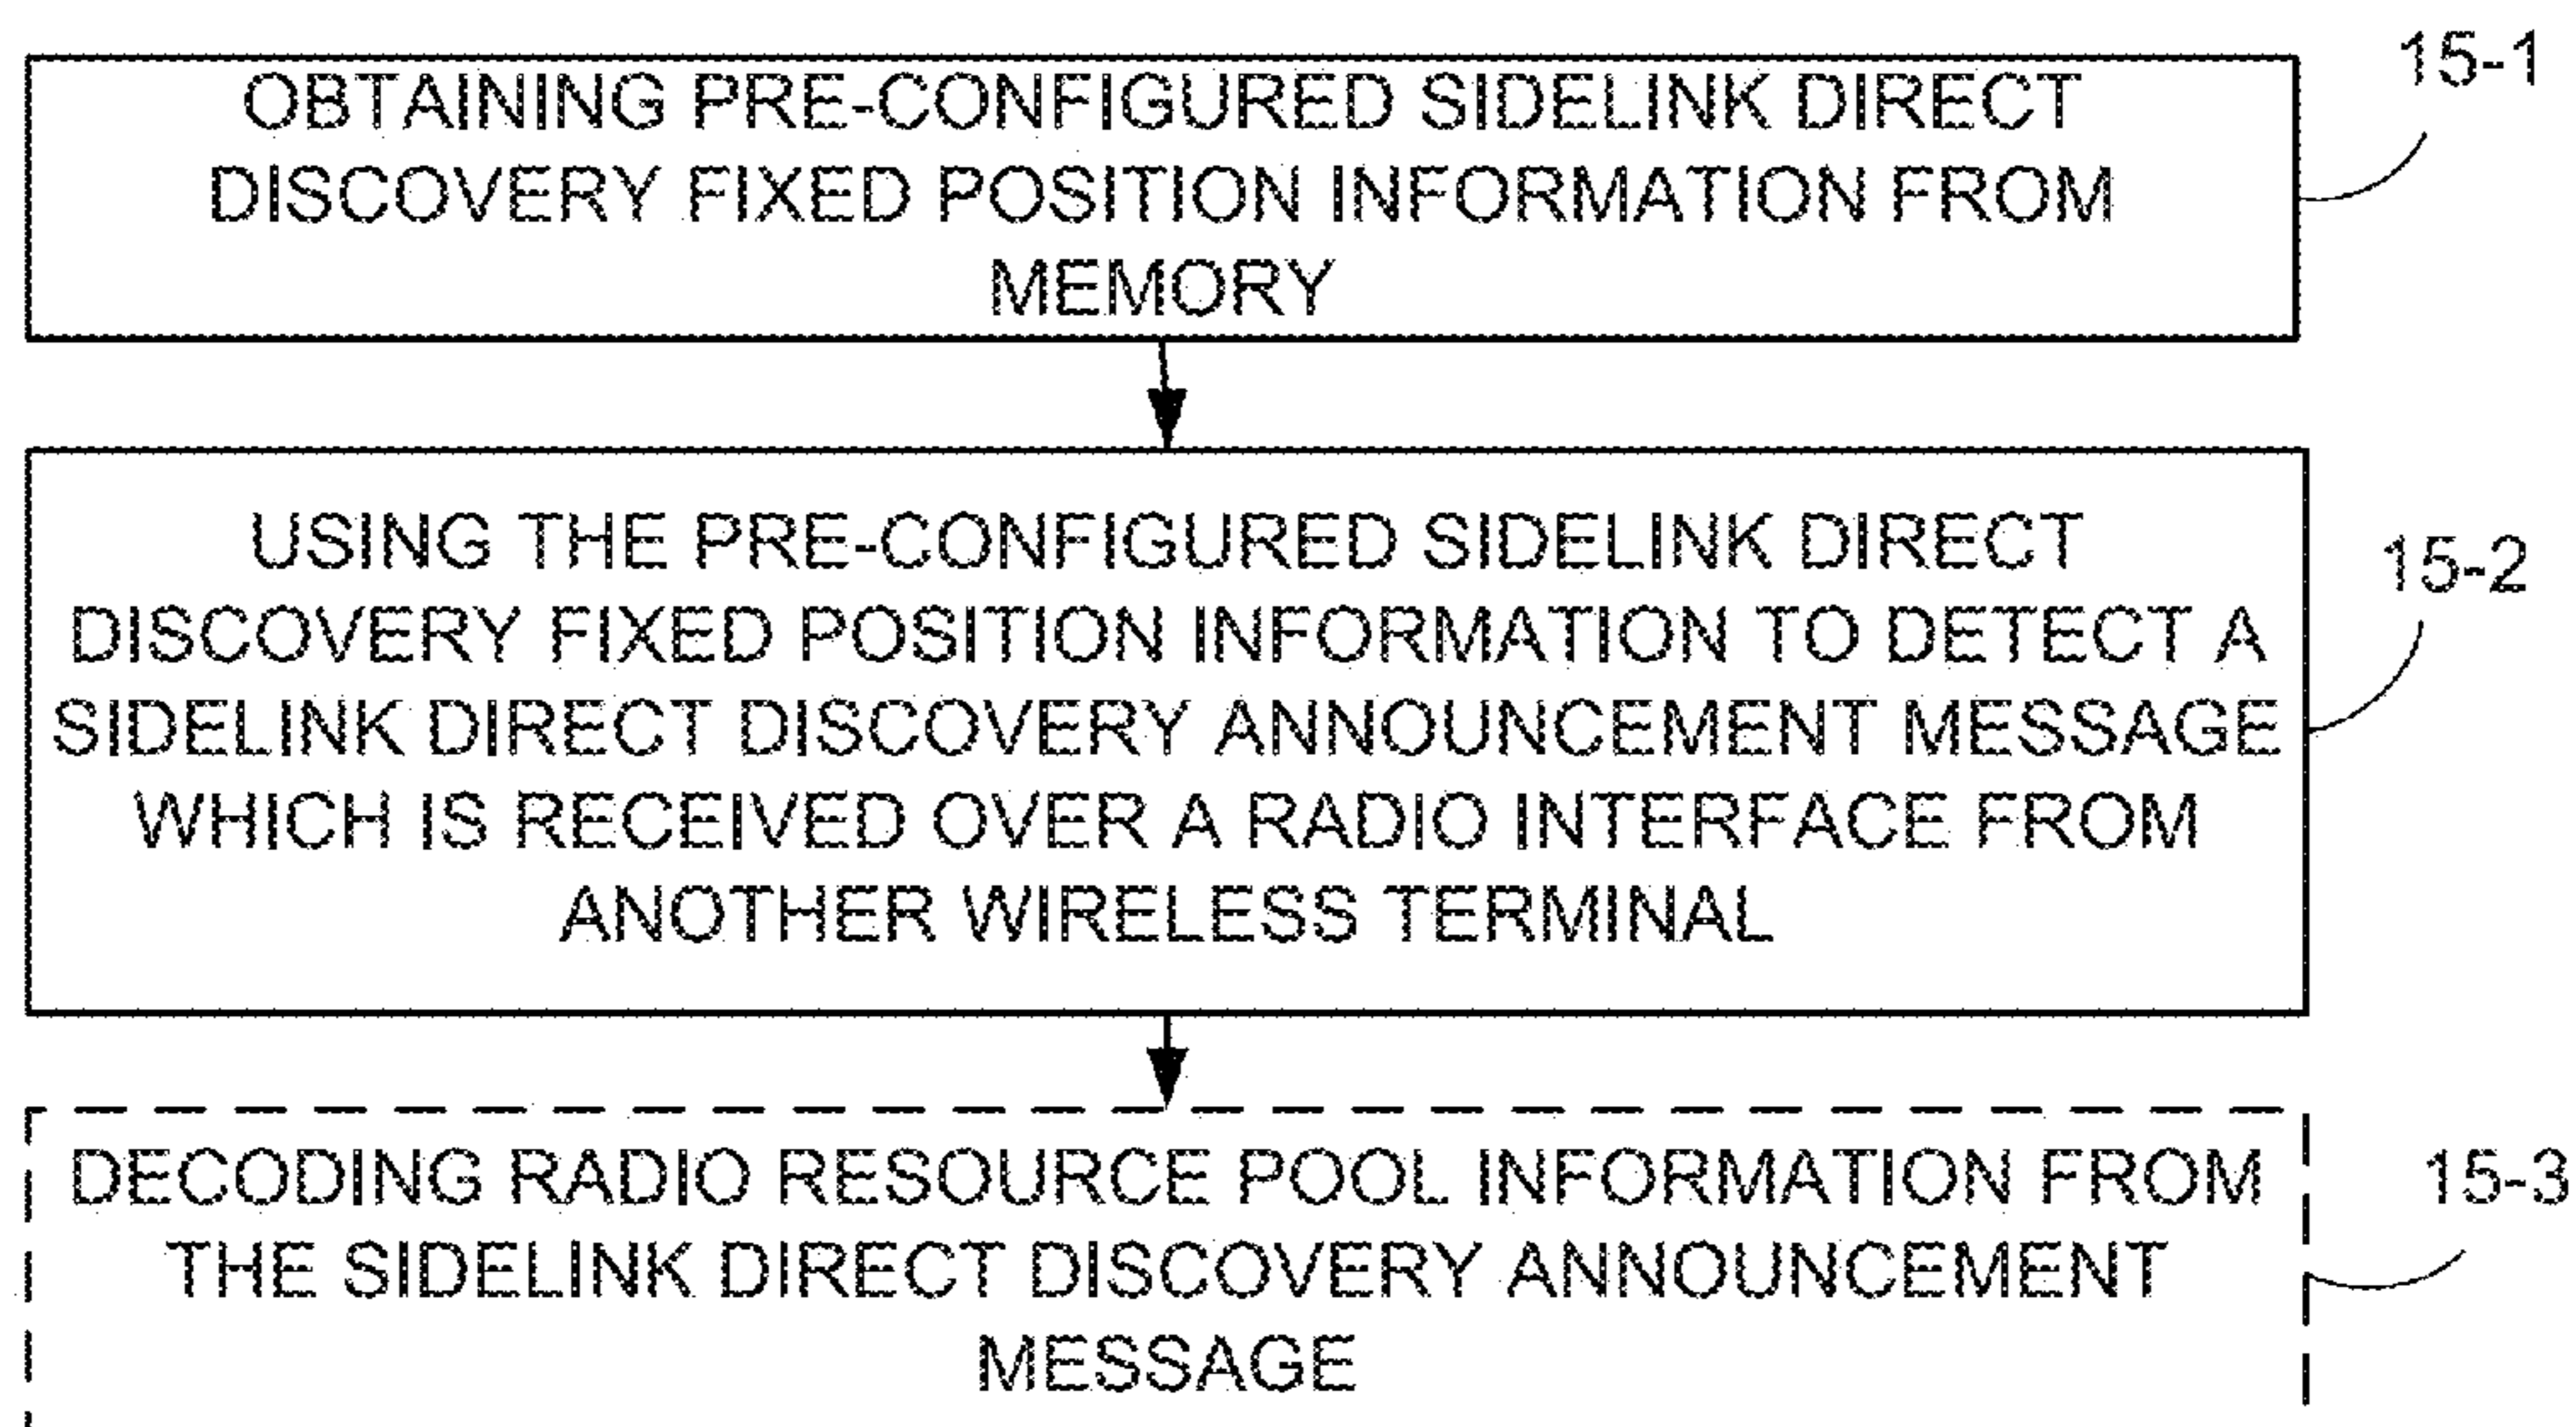 15-1
OBTAINING PRE-CONFIGURED SIDELINK DIRECT
DISCOVERY FIXED POSITION INFORMATION FROM
MEMORY
15-2
USING THE PRE-CONFIGURED SIDELINK DIRECT
DISCOVERY FIXED POSITION INFORMATION TO DETECT A
SIDELINK DIRECT DISCOVERY ANNOUNCEMENT MESSAGE
WHICH IS RECEIVED OVER A RADIO INTERFACE FROM
ANOTHER WIRELESS TERMINAL
15-3
DECODING RADIO RESOURCE POOL INFORMATION FROM
THE SIDELINK DIRECT DISCOVERY ANNOUNCEMENT
MESSAGE